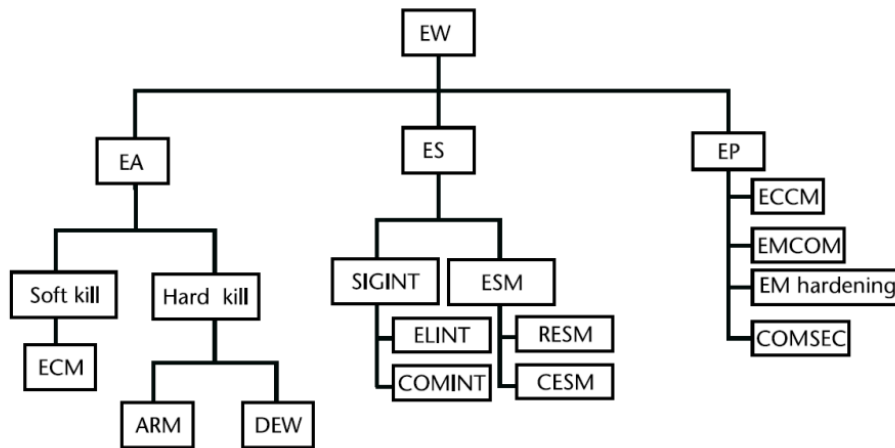 EW
EA
ES
EP
ECCM
EMCOM
EM hardening
COMSEC
Soft kill
Hard kill
SIGINT
ESM
ELINT
RESM
ECM
COMINT
CESM
ARM
DEW